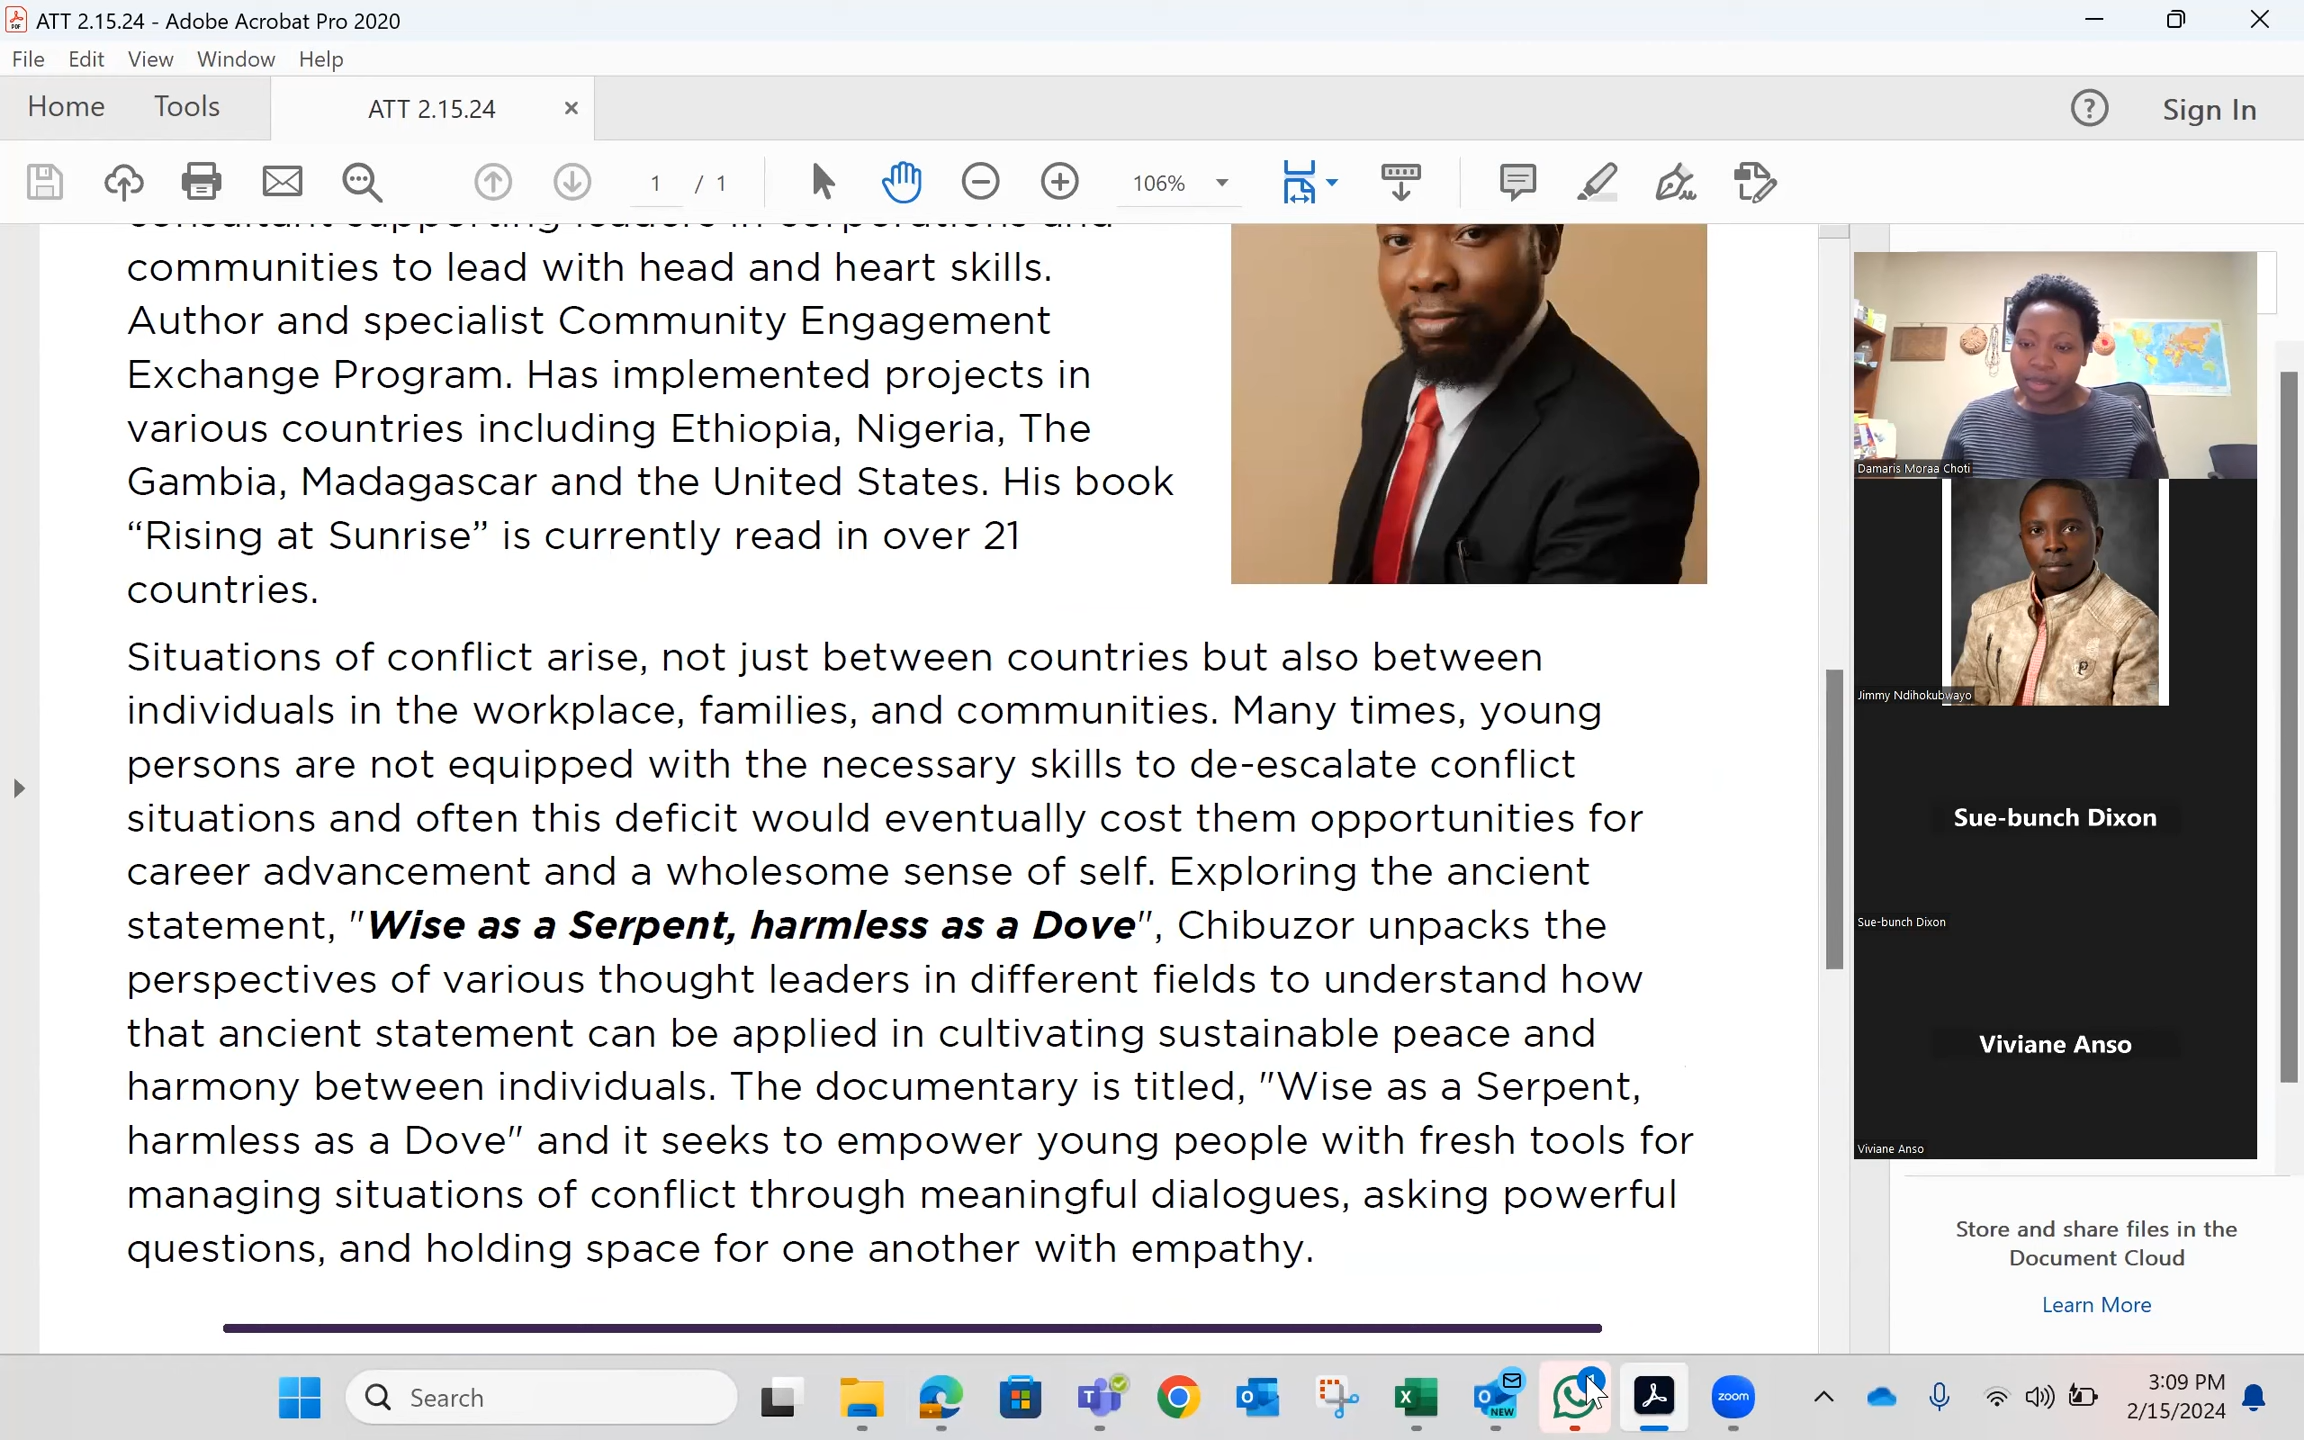 ATT 2.15.24 - Adobe Acrobat Pro 2020
File Edit View Window Help
Home Tools ATT 2.15.24
Sign In
1 / 1 106%
consultant supporting leaders in corporations and
communities to lead with head and heart skills.
Author and specialist Community Engagement
Exchange Program. Has implemented projects in
various countries including Ethiopia, Nigeria, The
Gambia, Madagascar and the United States. His book
“Rising at Sunrise” is currently read in over 21
countries.
Situations of conflict arise, not just between countries but also between
individuals in the workplace, families, and communities. Many times, young
persons are not equipped with the necessary skills to de-escalate conflict
situations and often this deficit would eventually cost them opportunities for
career advancement and a wholesome sense of self. Exploring the ancient
statement, "Wise as a Serpent, harmless as a Dove", Chibuzor unpacks the
perspectives of various thought leaders in different fields to understand how
that ancient statement can be applied in cultivating sustainable peace and
harmony between individuals. The documentary is titled, "Wise as a Serpent,
harmless as a Dove" and it seeks to empower young people with fresh tools for
managing situations of conflict through meaningful dialogues, asking powerful
questions, and holding space for one another with empathy.
Damaris Moraa Choti
Jimmy Ndihokubwayo
Sue-bunch Dixon
Sue-bunch Dixon
Viviane Anso
Viviane Anso
Store and share files in the
Document Cloud
Learn More
Search
NEW
zoom
3:09 PM
2/15/2024